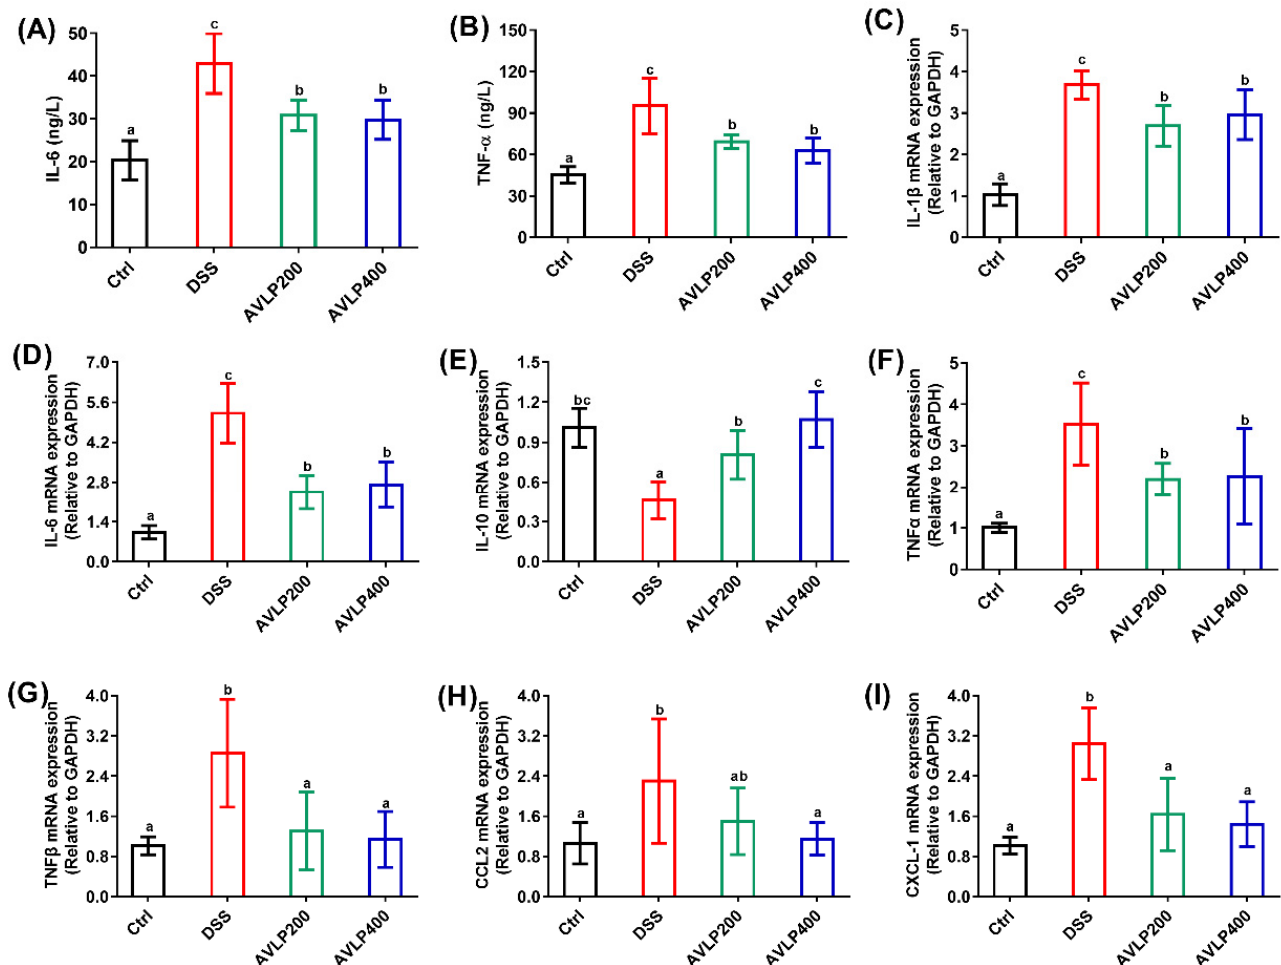 (A)
IL-6 (ng/L)
50
40
30
20
10
0
a
c
b
b
Ctrl
DSS
AVLP200
AVLP400
(B)
TNF-α (ng/L)
150
120
90
60
30
0
a
c
b
b
Ctrl
DSS
AVLP200
AVLP400
(C)
IL-1β mRNA expression
(Relative to GAPDH)
5
4
3
2
1
0
a
c
b
b
Ctrl
DSS
AVLP200
AVLP400
(D)
IL-6 mRNA expression
(Relative to GAPDH)
7.0
5.6
4.2
2.8
1.4
0.0
a
c
b
b
Ctrl
DSS
AVLP200
AVLP400
(E)
IL-10 mRNA expression
(Relative to GAPDH)
1.5
1.2
0.9
0.6
0.3
0.0
bc
a
b
c
Ctrl
DSS
AVLP200
AVLP400
(F)
TNFα mRNA expression
(Relative to GAPDH)
5
4
3
2
1
0
a
c
b
b
Ctrl
DSS
AVLP200
AVLP400
(G)
TNFβ mRNA expression
(Relative to GAPDH)
4.0
3.2
2.4
1.6
0.8
0.0
a
b
a
a
Ctrl
DSS
AVLP200
AVLP400
(H)
CCL2 mRNA expression
(Relative to GAPDH)
4.0
3.2
2.4
1.6
0.8
0.0
a
b
ab
a
Ctrl
DSS
AVLP200
AVLP400
(I)
CXCL-1 mRNA expression
(Relative to GAPDH)
4.0
3.2
2.4
1.6
0.8
0.0
a
b
a
a
Ctrl
DSS
AVLP200
AVLP400